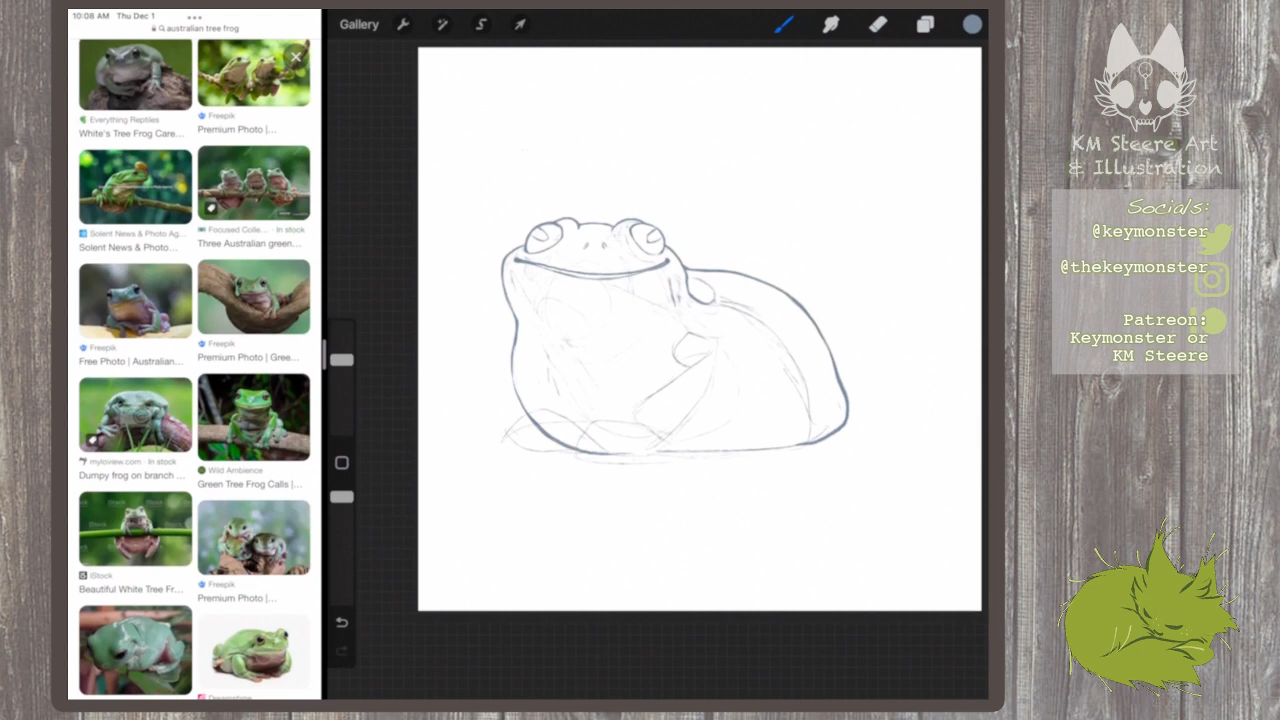 10:08 AM Thu Dec 1
australian tree frog
Everything Reptiles
White's Tree Frog Care...
Freepik
Premium Photo |...
Solent News & Photo Ag...
Solent News & Photo...
Focused Colle... · In stock
Three Australian green...
Freepik
Free Photo | Australian...
Freepik
Premium Photo | Gree...
myloview.com · In stock
Dumpy frog on branch ...
Wild Ambience
Green Tree Frog Calls |...
iStock
iStock
iStock
Beautiful White Tree Fr...
Freepik
Premium Photo |...
Dreamstime
Gallery
KM Steere Art
& Illustration
Socials:
@keymonster
@thekeymonster
Patreon:
Keymonster or
KM Steere